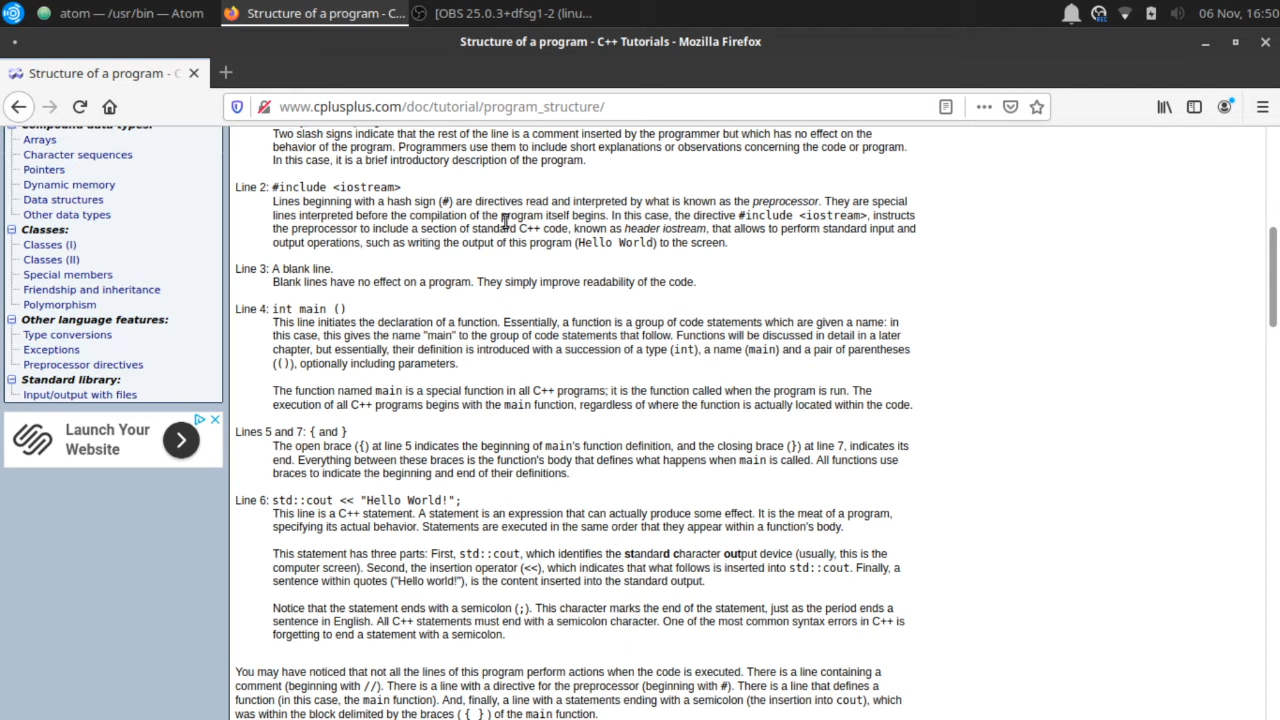 atom — /usr/bin — Atom
Structure of a program - C...
[OBS 25.0.3+dfsg1-2 (linu...
REC
06 Nov, 16:50
Structure of a program - C++ Tutorials - Mozilla Firefox
Structure of a program - C
www.cplusplus.com/doc/tutorial/program_structure/
Compound data types:
Arrays
Character sequences
Pointers
Dynamic memory
Data structures
Other data types
Classes:
Classes (I)
Classes (II)
Special members
Friendship and inheritance
Polymorphism
Other language features:
Type conversions
Exceptions
Preprocessor directives
Standard library:
Input/output with files
Launch Your
Website
Two slash signs indicate that the rest of the line is a comment inserted by the programmer but which has no effect on the
behavior of the program. Programmers use them to include short explanations or observations concerning the code or program.
In this case, it is a brief introductory description of the program.
Line 2: #include <iostream>
Lines beginning with a hash sign (#) are directives read and interpreted by what is known as the preprocessor. They are special
lines interpreted before the compilation of the program itself begins. In this case, the directive #include <iostream>, instructs
the preprocessor to include a section of standard C++ code, known as header iostream, that allows to perform standard input and
output operations, such as writing the output of this program (Hello World) to the screen.
Line 3: A blank line.
Blank lines have no effect on a program. They simply improve readability of the code.
Line 4: int main ()
This line initiates the declaration of a function. Essentially, a function is a group of code statements which are given a name: in
this case, this gives the name "main" to the group of code statements that follow. Functions will be discussed in detail in a later
chapter, but essentially, their definition is introduced with a succession of a type (int), a name (main) and a pair of parentheses
(()), optionally including parameters.
The function named main is a special function in all C++ programs; it is the function called when the program is run. The
execution of all C++ programs begins with the main function, regardless of where the function is actually located within the code.
Lines 5 and 7: { and }
The open brace ({) at line 5 indicates the beginning of main's function definition, and the closing brace (}) at line 7, indicates its
end. Everything between these braces is the function's body that defines what happens when main is called. All functions use
braces to indicate the beginning and end of their definitions.
Line 6: std::cout << "Hello World!";
This line is a C++ statement. A statement is an expression that can actually produce some effect. It is the meat of a program,
specifying its actual behavior. Statements are executed in the same order that they appear within a function's body.
This statement has three parts: First, std::cout, which identifies the standard character output device (usually, this is the
computer screen). Second, the insertion operator (<<), which indicates that what follows is inserted into std::cout. Finally, a
sentence within quotes ("Hello world!"), is the content inserted into the standard output.
Notice that the statement ends with a semicolon (;). This character marks the end of the statement, just as the period ends a
sentence in English. All C++ statements must end with a semicolon character. One of the most common syntax errors in C++ is
forgetting to end a statement with a semicolon.
You may have noticed that not all the lines of this program perform actions when the code is executed. There is a line containing a
comment (beginning with //). There is a line with a directive for the preprocessor (beginning with #). There is a line that defines a
function (in this case, the main function). And, finally, a line with a statements ending with a semicolon (the insertion into cout), which
was within the block delimited by the braces ( { } ) of the main function.